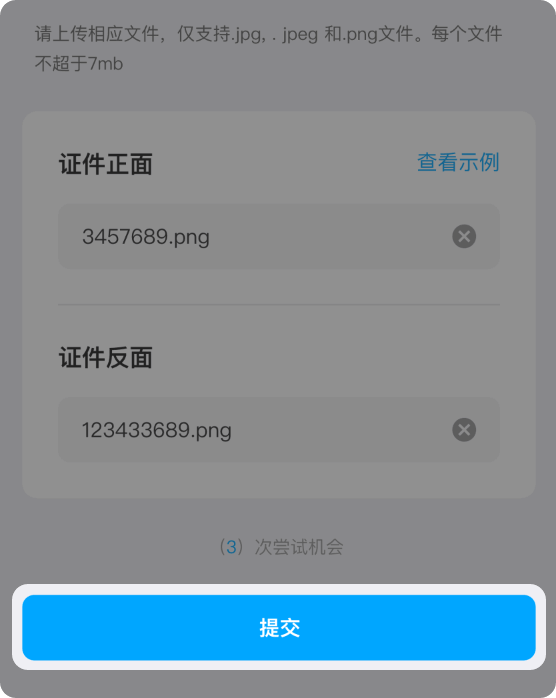 请上传相应文件，仅支持.jpg, . jpeg 和.png文件。每个文件
不超于7mb
证件正面
查看示例
3457689.png
证件反面
123433689.png
（3）次尝试机会
提交